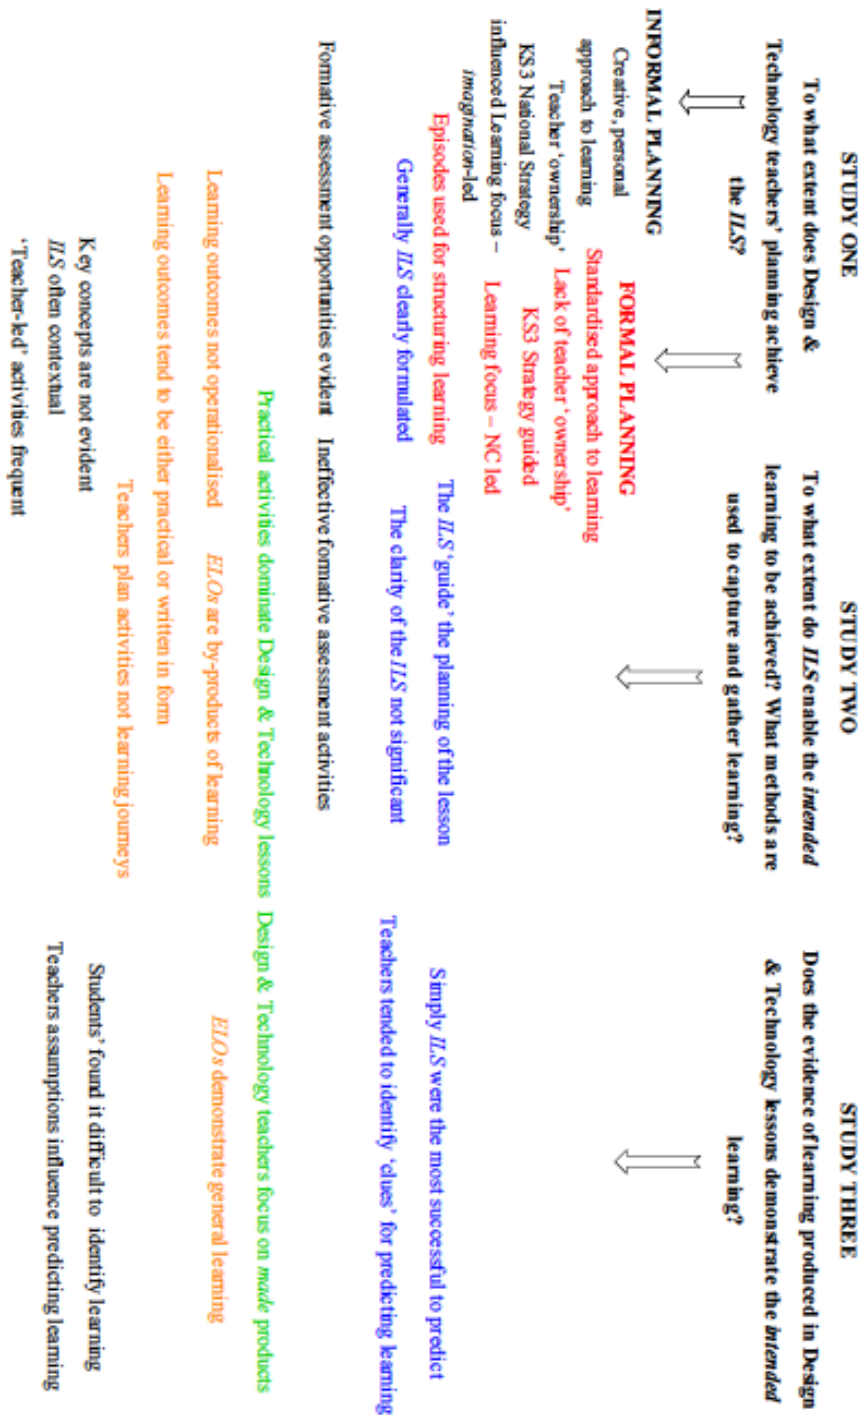 STUDY ONE
To what extent does Design &
Technology teachers' planning achieve
the ILS?
INFORMAL PLANNING
Creative, personal
approach to learning
Teacher 'ownership'
KS3 National Strategy
influenced Learning focus –
imagination-led
FORMAL PLANNING
Standardised approach to learning
Lack of teacher 'ownership'
KS3 Strategy guided
Learning focus – NC led
Episodes used for structuring learning
Generally ILS clearly formulated
Formative assessment opportunities evident
Learning outcomes not operationalised
Learning outcomes tend to be either practical or written in form
Key concepts are not evident
ILS often contextual
'Teacher-led' activities frequent
STUDY TWO
To what extent do ILS enable the intended
learning to be achieved? What methods are
used to capture and gather learning?
The ILS 'guide' the planning of the lesson
The clarity of the ILS not significant
Ineffective formative assessment activities
Practical activities dominate Design & Technology lessons
ELOs are by-products of learning
Teachers plan activities not learning journeys
STUDY THREE
Does the evidence of learning produced in Design
& Technology lessons demonstrate the intended
learning?
Simply ILS were the most successful to predict
Teachers tended to identify 'clues' for predicting learning
Design & Technology teachers focus on made products
ELOs demonstrate general learning
Students' found it difficult to identify learning
Teachers assumptions influence predicting learning